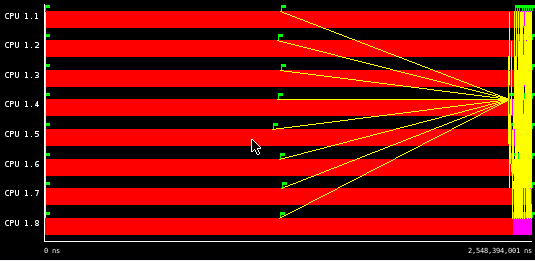 CPU 1.1
CPU 1.2
CPU 1.3
CPU 1.4
CPU 1.5
CPU 1.6
CPU 1.7
CPU 1.8
0 ns 2,548,394,001 ns